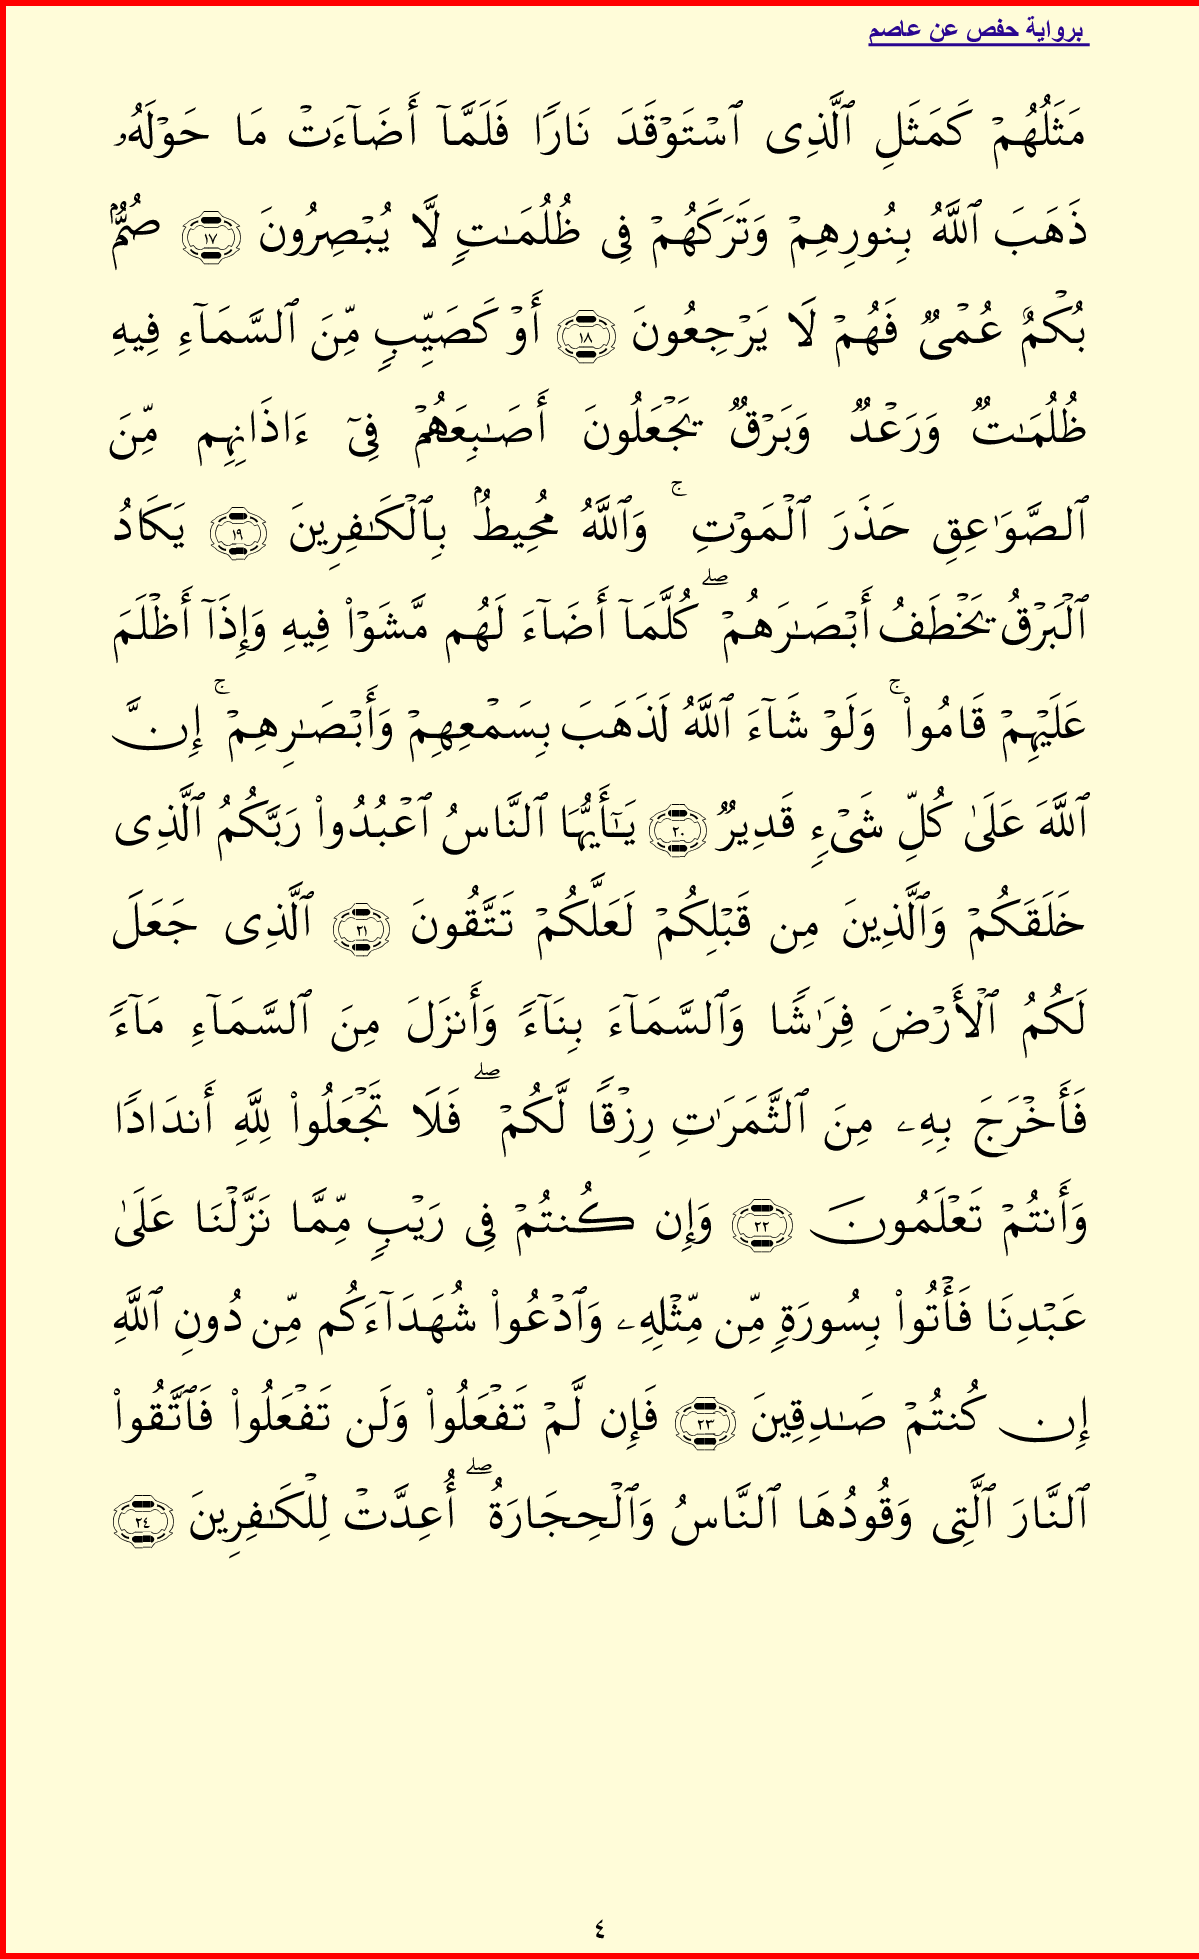 برواية حفص عن عاصم
مَثَلُهُمۡ كَمَثَلِ ٱلَّذِى ٱسۡتَوۡقَدَ نَارًا فَلَمَّآ أَضَآءَتۡ مَا حَوۡلَهُۥ
ذَهَبَ ٱللَّهُ بِنُورِهِمۡ وَتَرَكَهُمۡ فِى ظُلُمَـٰتٍ لَّا يُبۡصِرُونَ ١٧ صُمُّۢ
بُكۡمٌ عُمۡىٌ فَهُمۡ لَا يَرۡجِعُونَ ١٨ أَوۡ كَصَيِّبٍ مِّنَ ٱلسَّمَآءِ فِيهِ
ظُلُمَـٰتٌ وَرَعۡدٌ وَبَرۡقٌ يَجۡعَلُونَ أَصَـٰبِعَهُمۡ فِىٓ ءَاذَانِهِم مِّنَ
ٱلصَّوَٰعِقِ حَذَرَ ٱلۡمَوۡتِ ۚ وَٱللَّهُ مُحِيطٌۢ بِٱلۡكَـٰفِرِينَ ١٩ يَكَادُ
ٱلۡبَرۡقُ يَخۡطَفُ أَبۡصَـٰرَهُمۡ ۖ كُلَّمَآ أَضَآءَ لَهُم مَّشَوۡا۟ فِيهِ وَإِذَآ أَظۡلَمَ
عَلَيۡهِمۡ قَامُوا۟ ۚ وَلَوۡ شَآءَ ٱللَّهُ لَذَهَبَ بِسَمۡعِهِمۡ وَأَبۡصَـٰرِهِمۡ ۚ إِنَّ
ٱللَّهَ عَلَىٰ كُلِّ شَىۡءٍ قَدِيرٌ ٢٠ يَـٰٓأَيُّهَا ٱلنَّاسُ ٱعۡبُدُوا۟ رَبَّكُمُ ٱلَّذِى
خَلَقَكُمۡ وَٱلَّذِينَ مِن قَبۡلِكُمۡ لَعَلَّكُمۡ تَتَّقُونَ ٢١ ٱلَّذِى جَعَلَ
لَكُمُ ٱلۡأَرۡضَ فِرَٰشًا وَٱلسَّمَآءَ بِنَآءً وَأَنزَلَ مِنَ ٱلسَّمَآءِ مَآءً
فَأَخۡرَجَ بِهِۦ مِنَ ٱلثَّمَرَٰتِ رِزۡقًا لَّكُمۡ ۖ فَلَا تَجۡعَلُوا۟ لِلَّهِ أَندَادًا
وَأَنتُمۡ تَعۡلَمُونَ ٢٢ وَإِن كُنتُمۡ فِى رَيۡبٍ مِّمَّا نَزَّلۡنَا عَلَىٰ
عَبۡدِنَا فَأۡتُوا۟ بِسُورَةٍ مِّن مِّثۡلِهِۦ وَٱدۡعُوا۟ شُهَدَآءَكُم مِّن دُونِ ٱللَّهِ
إِن كُنتُمۡ صَـٰدِقِينَ ٢٣ فَإِن لَّمۡ تَفۡعَلُوا۟ وَلَن تَفۡعَلُوا۟ فَٱتَّقُوا۟
ٱلنَّارَ ٱلَّتِى وَقُودُهَا ٱلنَّاسُ وَٱلۡحِجَارَةُ ۖ أُعِدَّتۡ لِلۡكَـٰفِرِينَ ٢٤
٤